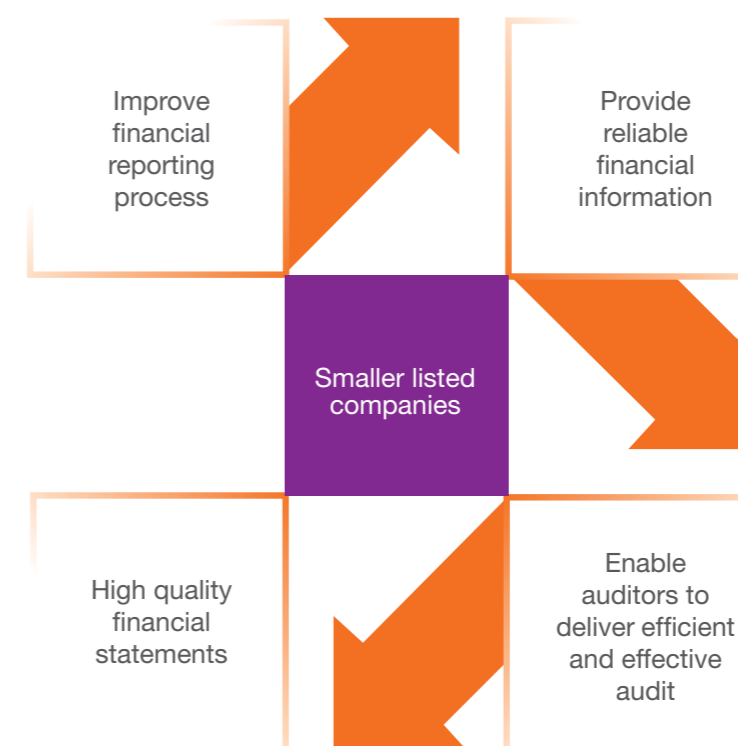 Improve
financial
reporting
process
Provide
reliable
financial
information
Smaller listed
companies
High quality
financial
statements
Enable
auditors to
deliver efficient
and effective
audit